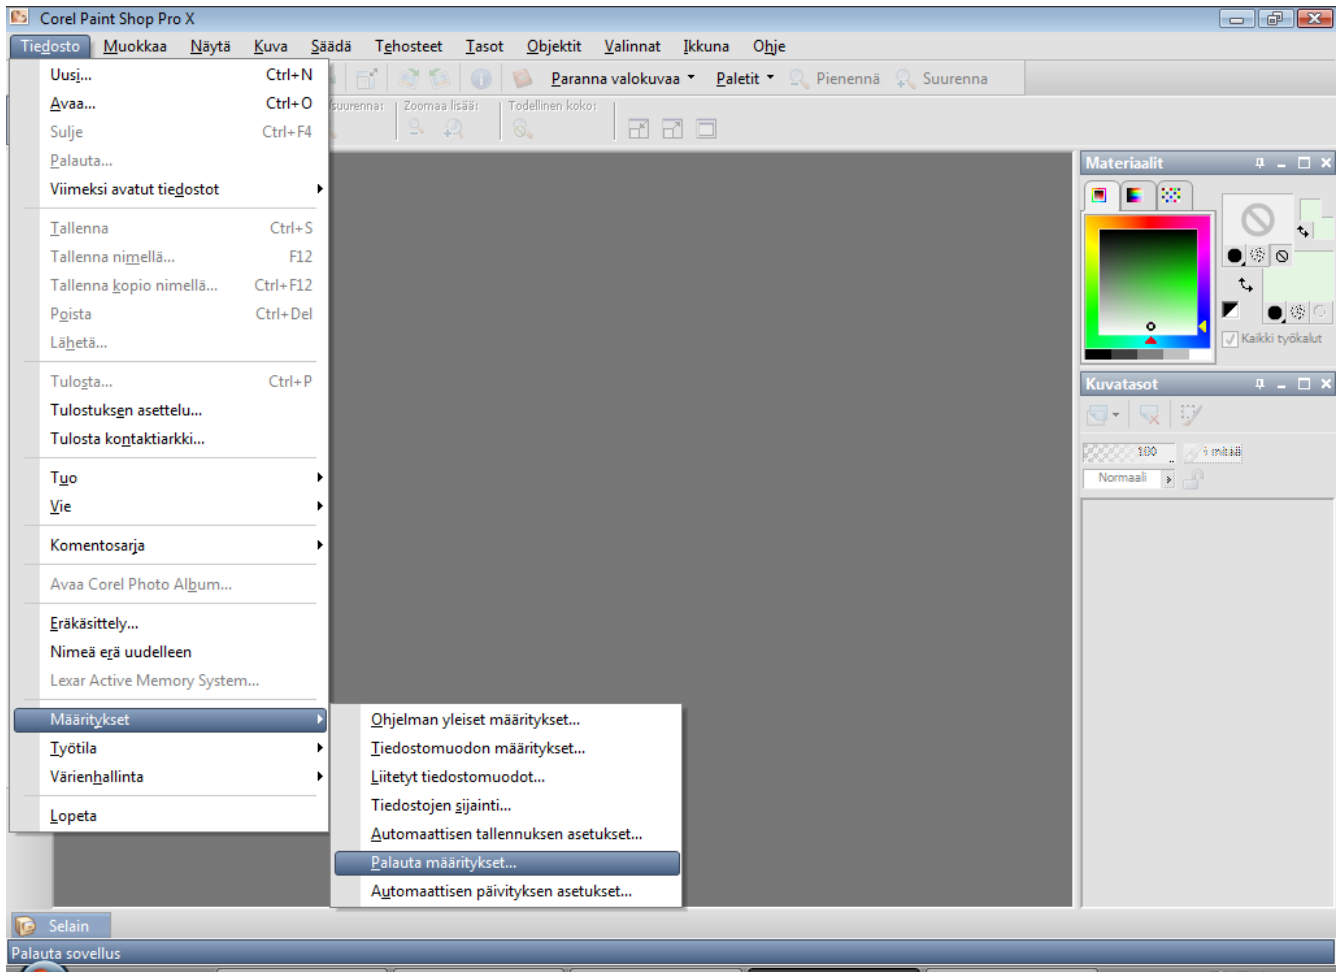 Corel Paint Shop Pro X
Tiedosto Muokkaa Näytä Kuva Säädä Tehosteet Tasot Objektit Valinnat Ikkuna Ohje
Paranna valokuvaa Paletit Pienennä Suurenna
suurenna: Zoomaa lisää: Todellinen koko:
Uusi... Ctrl+N
Avaa... Ctrl+O
Sulje Ctrl+F4
Palauta...
Viimeksi avatut tiedostot
Tallenna Ctrl+S
Tallenna nimellä... F12
Tallenna kopio nimellä... Ctrl+F12
Poista Ctrl+Del
Lähetä...
Tulosta... Ctrl+P
Tulostuksen asettelu...
Tulosta kontaktiarkki...
Tuo
Vie
Komentosarja
Avaa Corel Photo Album...
Eräkäsittely...
Nimeä erä uudelleen
Lexar Active Memory System...
Määritykset
Työtila
Värienhallinta
Lopeta
Ohjelman yleiset määritykset...
Tiedostomuodon määritykset...
Liitetyt tiedostomuodot...
Tiedostojen sijainti...
Automaattisen tallennuksen asetukset...
Palauta määritykset...
Automaattisen päivityksen asetukset...
Materiaalit
Kaikki työkalut
Kuvatasot
100 mitää
Normaali
Selain
Palauta sovellus